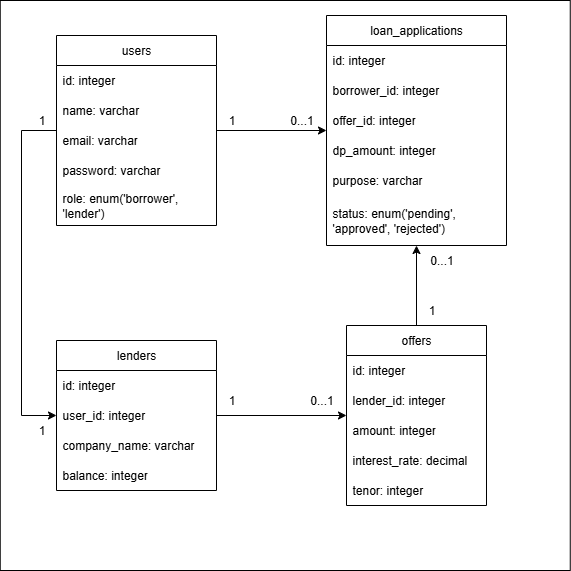 users
id: integer
name: varchar
email: varchar
password: varchar
role: enum('borrower',
'lender')
loan_applications
id: integer
borrower_id: integer
offer_id: integer
dp_amount: integer
purpose: varchar
status: enum('pending',
'approved', 'rejected')
1
1
0...1
0...1
1
lenders
id: integer
user_id: integer
company_name: varchar
balance: integer
1
1
0...1
offers
id: integer
lender_id: integer
amount: integer
interest_rate: decimal
tenor: integer